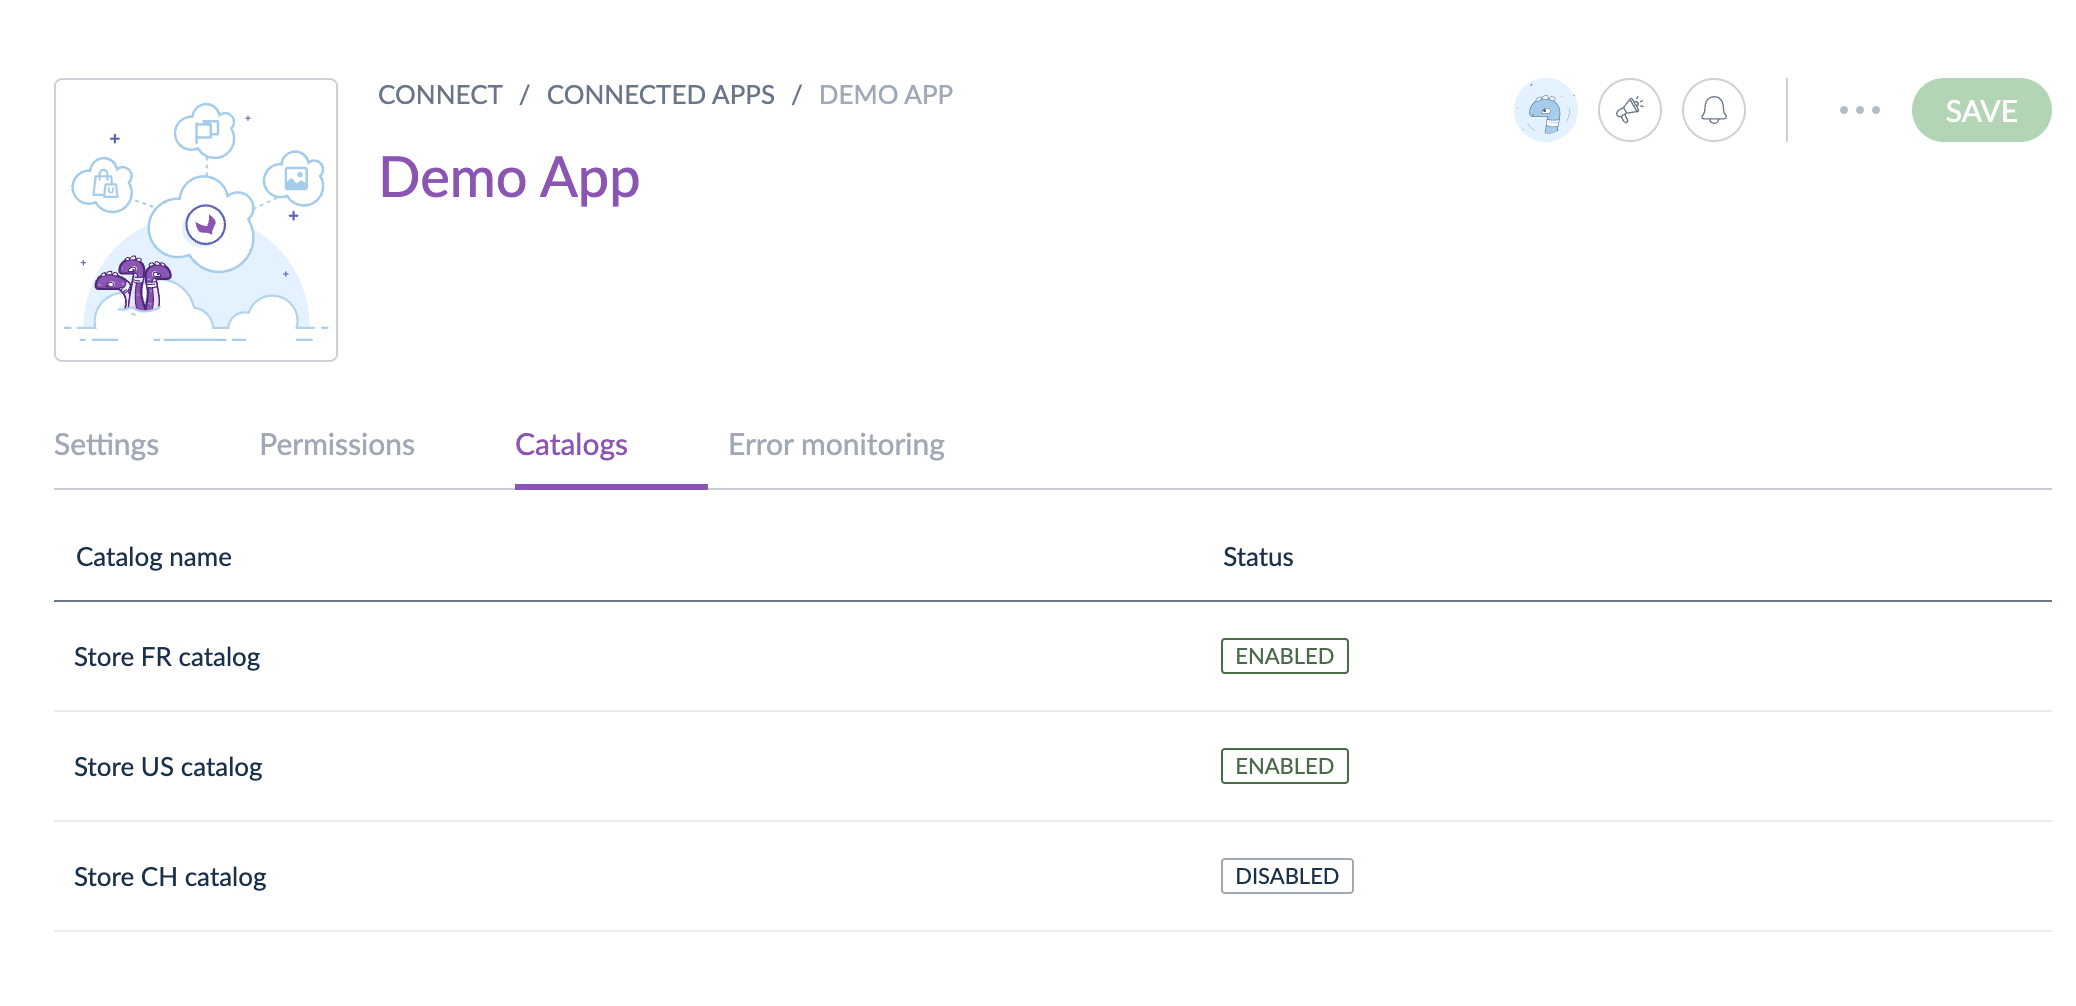 CONNECT / CONNECTED APPS / DEMO APP
SAVE
Demo App
Settings Permissions Catalogs Error monitoring
Catalog name Status
Store FR catalog ENABLED
Store US catalog ENABLED
Store CH catalog DISABLED